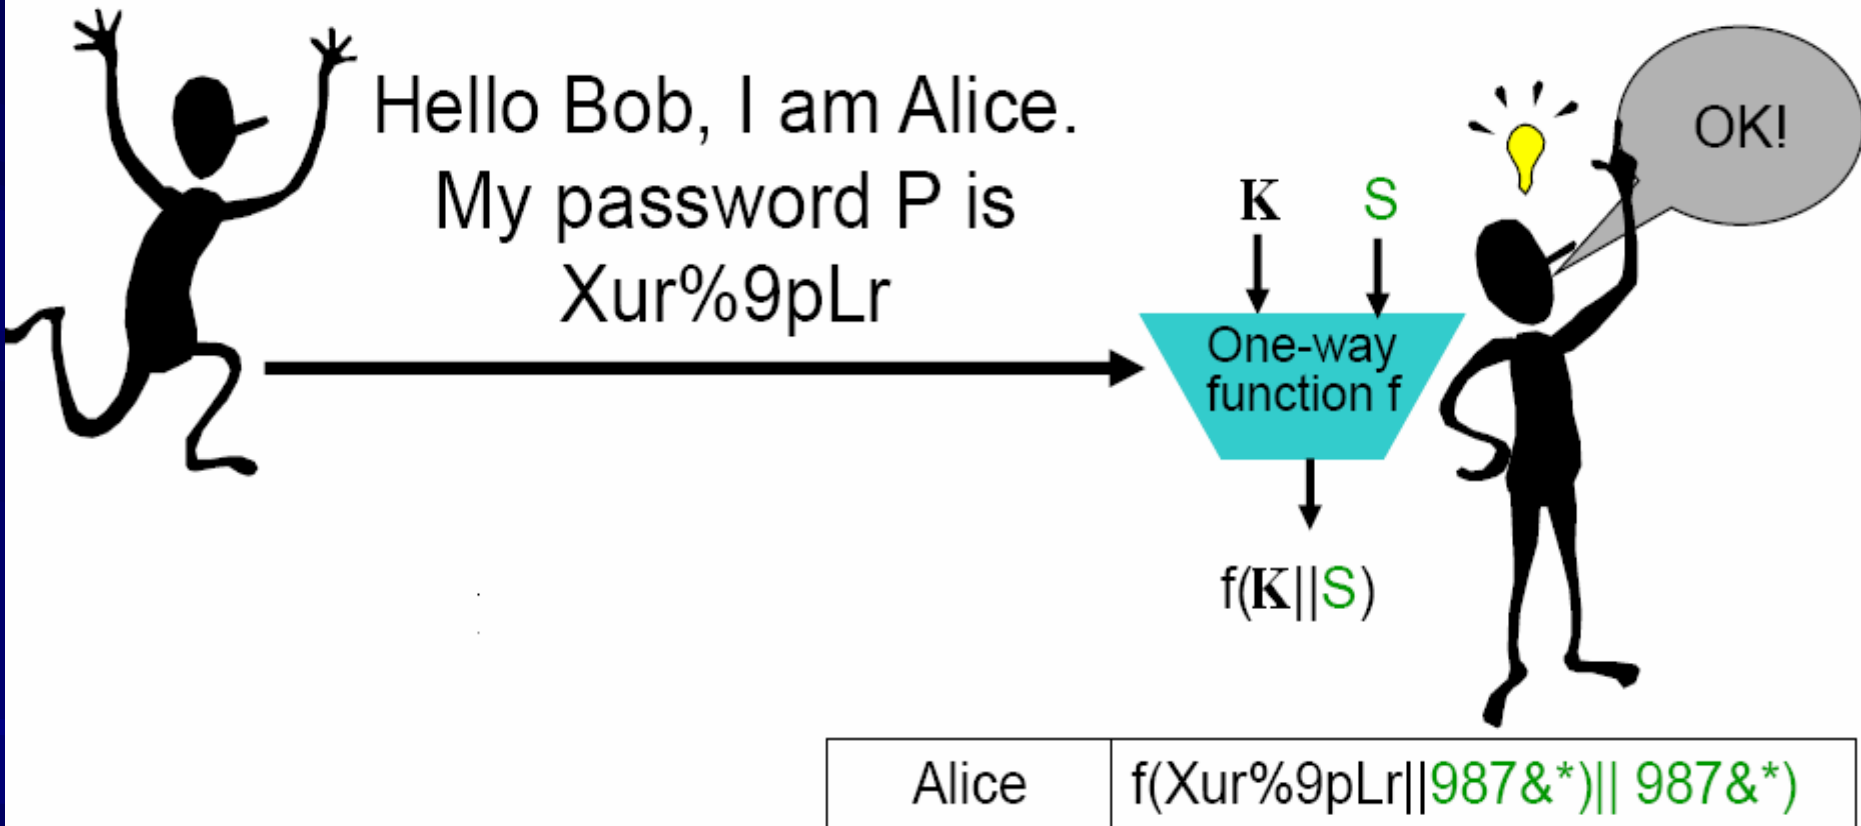 Hello Bob, I am Alice.
My password P is
Xur%9pLr
OK!
K S
One-way
function f
f(K||S)
Alice f(Xur%9pLr||987&*)|| 987&*)